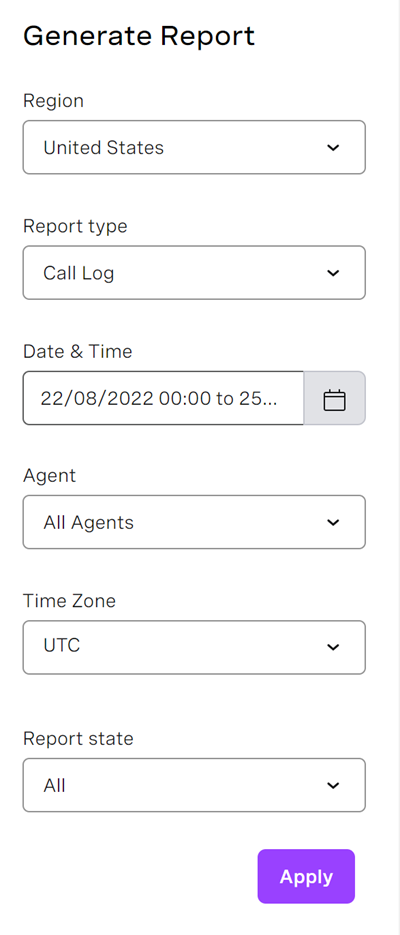 Generate Report
Region
United States
Report type
Call Log
Date & Time
22/08/2022 00:00 to 25...
Agent
All Agents
Time Zone
UTC
Report state
All
Apply